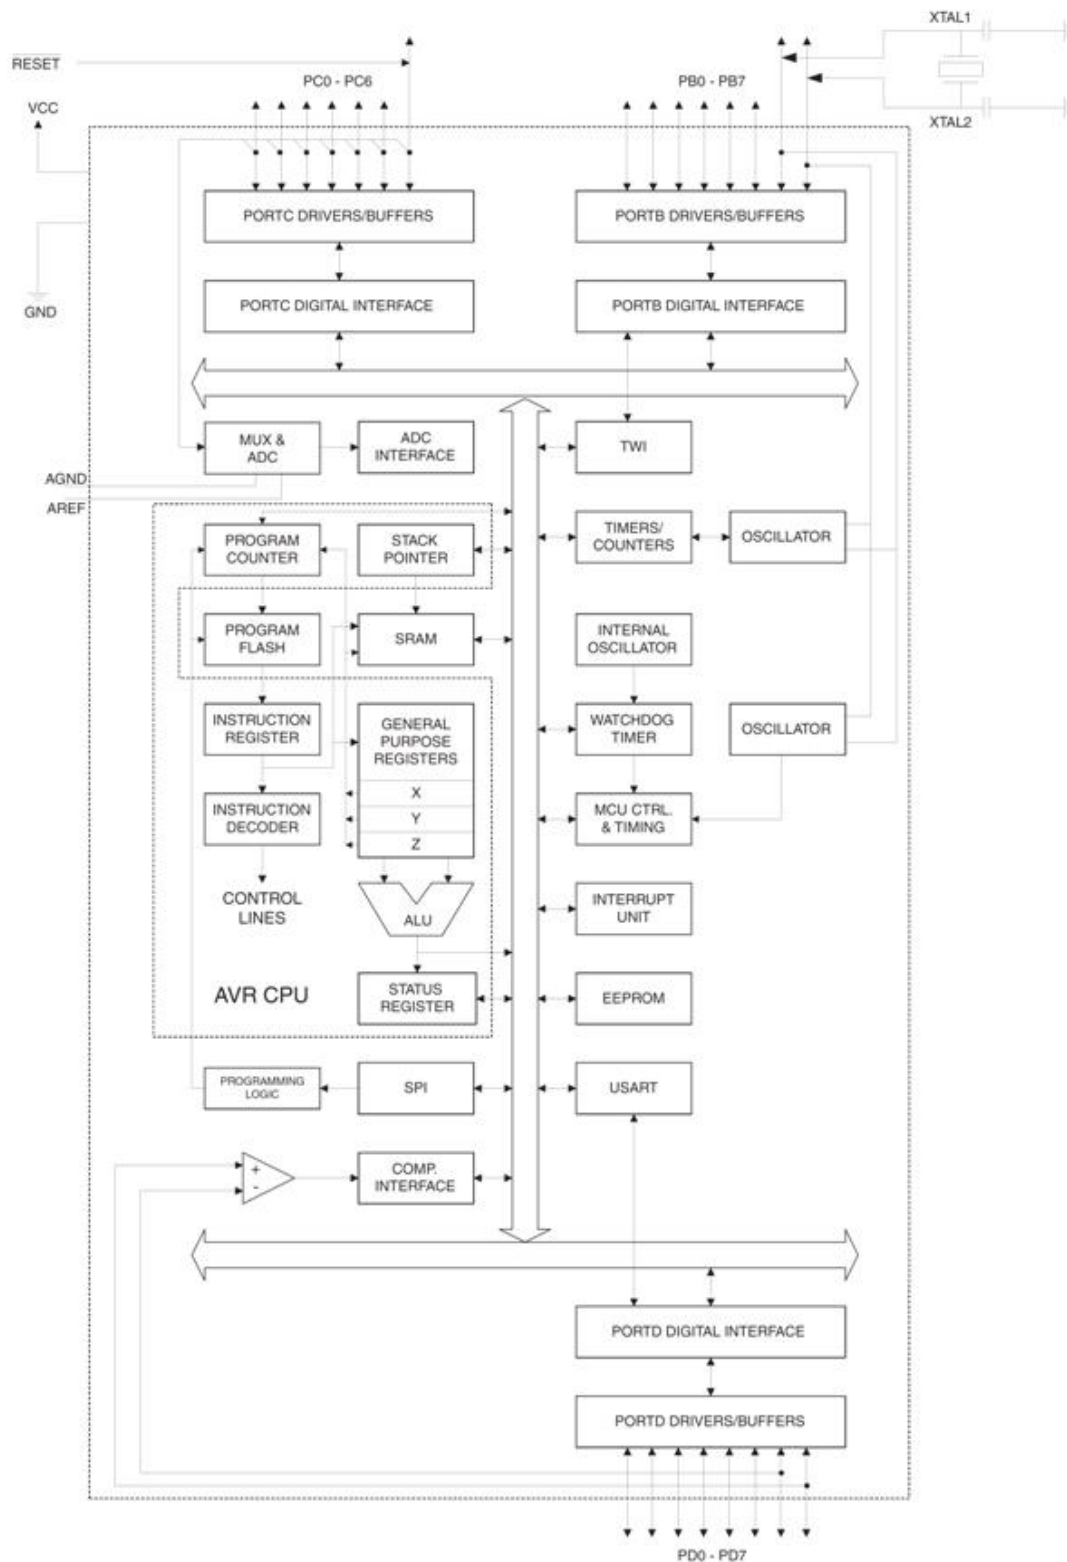 XTAL1
RESET
PC0 - PC6
PB0 - PB7
VCC
XTAL2
PORTC DRIVERS/BUFFERS
PORTB DRIVERS/BUFFERS
PORTC DIGITAL INTERFACE
PORTB DIGITAL INTERFACE
GND
MUX &
ADC
ADC
INTERFACE
TWI
AGND
AREF
PROGRAM
COUNTER
STACK
POINTER
TIMERS/
COUNTERS
OSCILLATOR
PROGRAM
FLASH
SRAM
INTERNAL
OSCILLATOR
INSTRUCTION
REGISTER
GENERAL
PURPOSE
REGISTERS
WATCHDOG
TIMER
OSCILLATOR
X
Y
Z
INSTRUCTION
DECODER
MCU CTRL.
& TIMING
CONTROL
LINES
ALU
INTERRUPT
UNIT
AVR CPU
STATUS
REGISTER
EEPROM
PROGRAMMING
LOGIC
SPI
USART
+
-
COMP.
INTERFACE
PORTD DIGITAL INTERFACE
PORTD DRIVERS/BUFFERS
PD0 - PD7